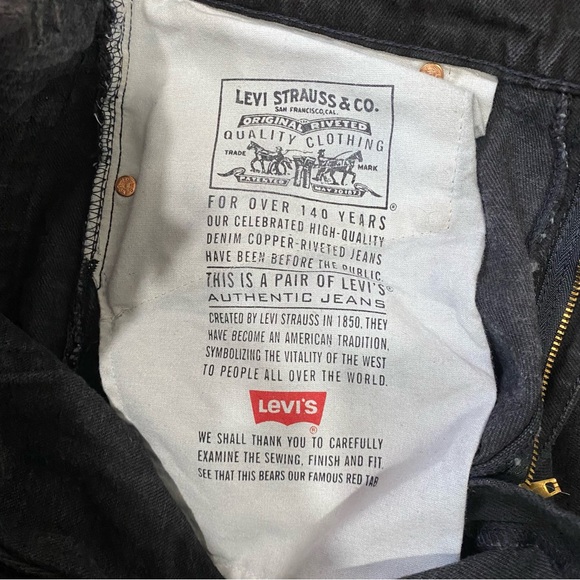 LEVI STRAUSS & CO.
SAN FRANCISCO, CAL.
ORIGINAL RIVETED
QUALITY CLOTHING
TRADE MARK
PATENTED MAY 20 1873
®
FOR OVER 140 YEARS
OUR CELEBRATED HIGH-QUALITY
DENIM COPPER-RIVETED JEANS
HAVE BEEN BEFORE THE PUBLIC.
THIS IS A PAIR OF LEVI'S®
AUTHENTIC JEANS
CREATED BY LEVI STRAUSS IN 1850. THEY
HAVE BECOME AN AMERICAN TRADITION,
SYMBOLIZING THE VITALITY OF THE WEST
TO PEOPLE ALL OVER THE WORLD.
LEVI'S
®
WE SHALL THANK YOU TO CAREFULLY
EXAMINE THE SEWING, FINISH AND FIT
SEE THAT THIS BEARS OUR FAMOUS RED TAB